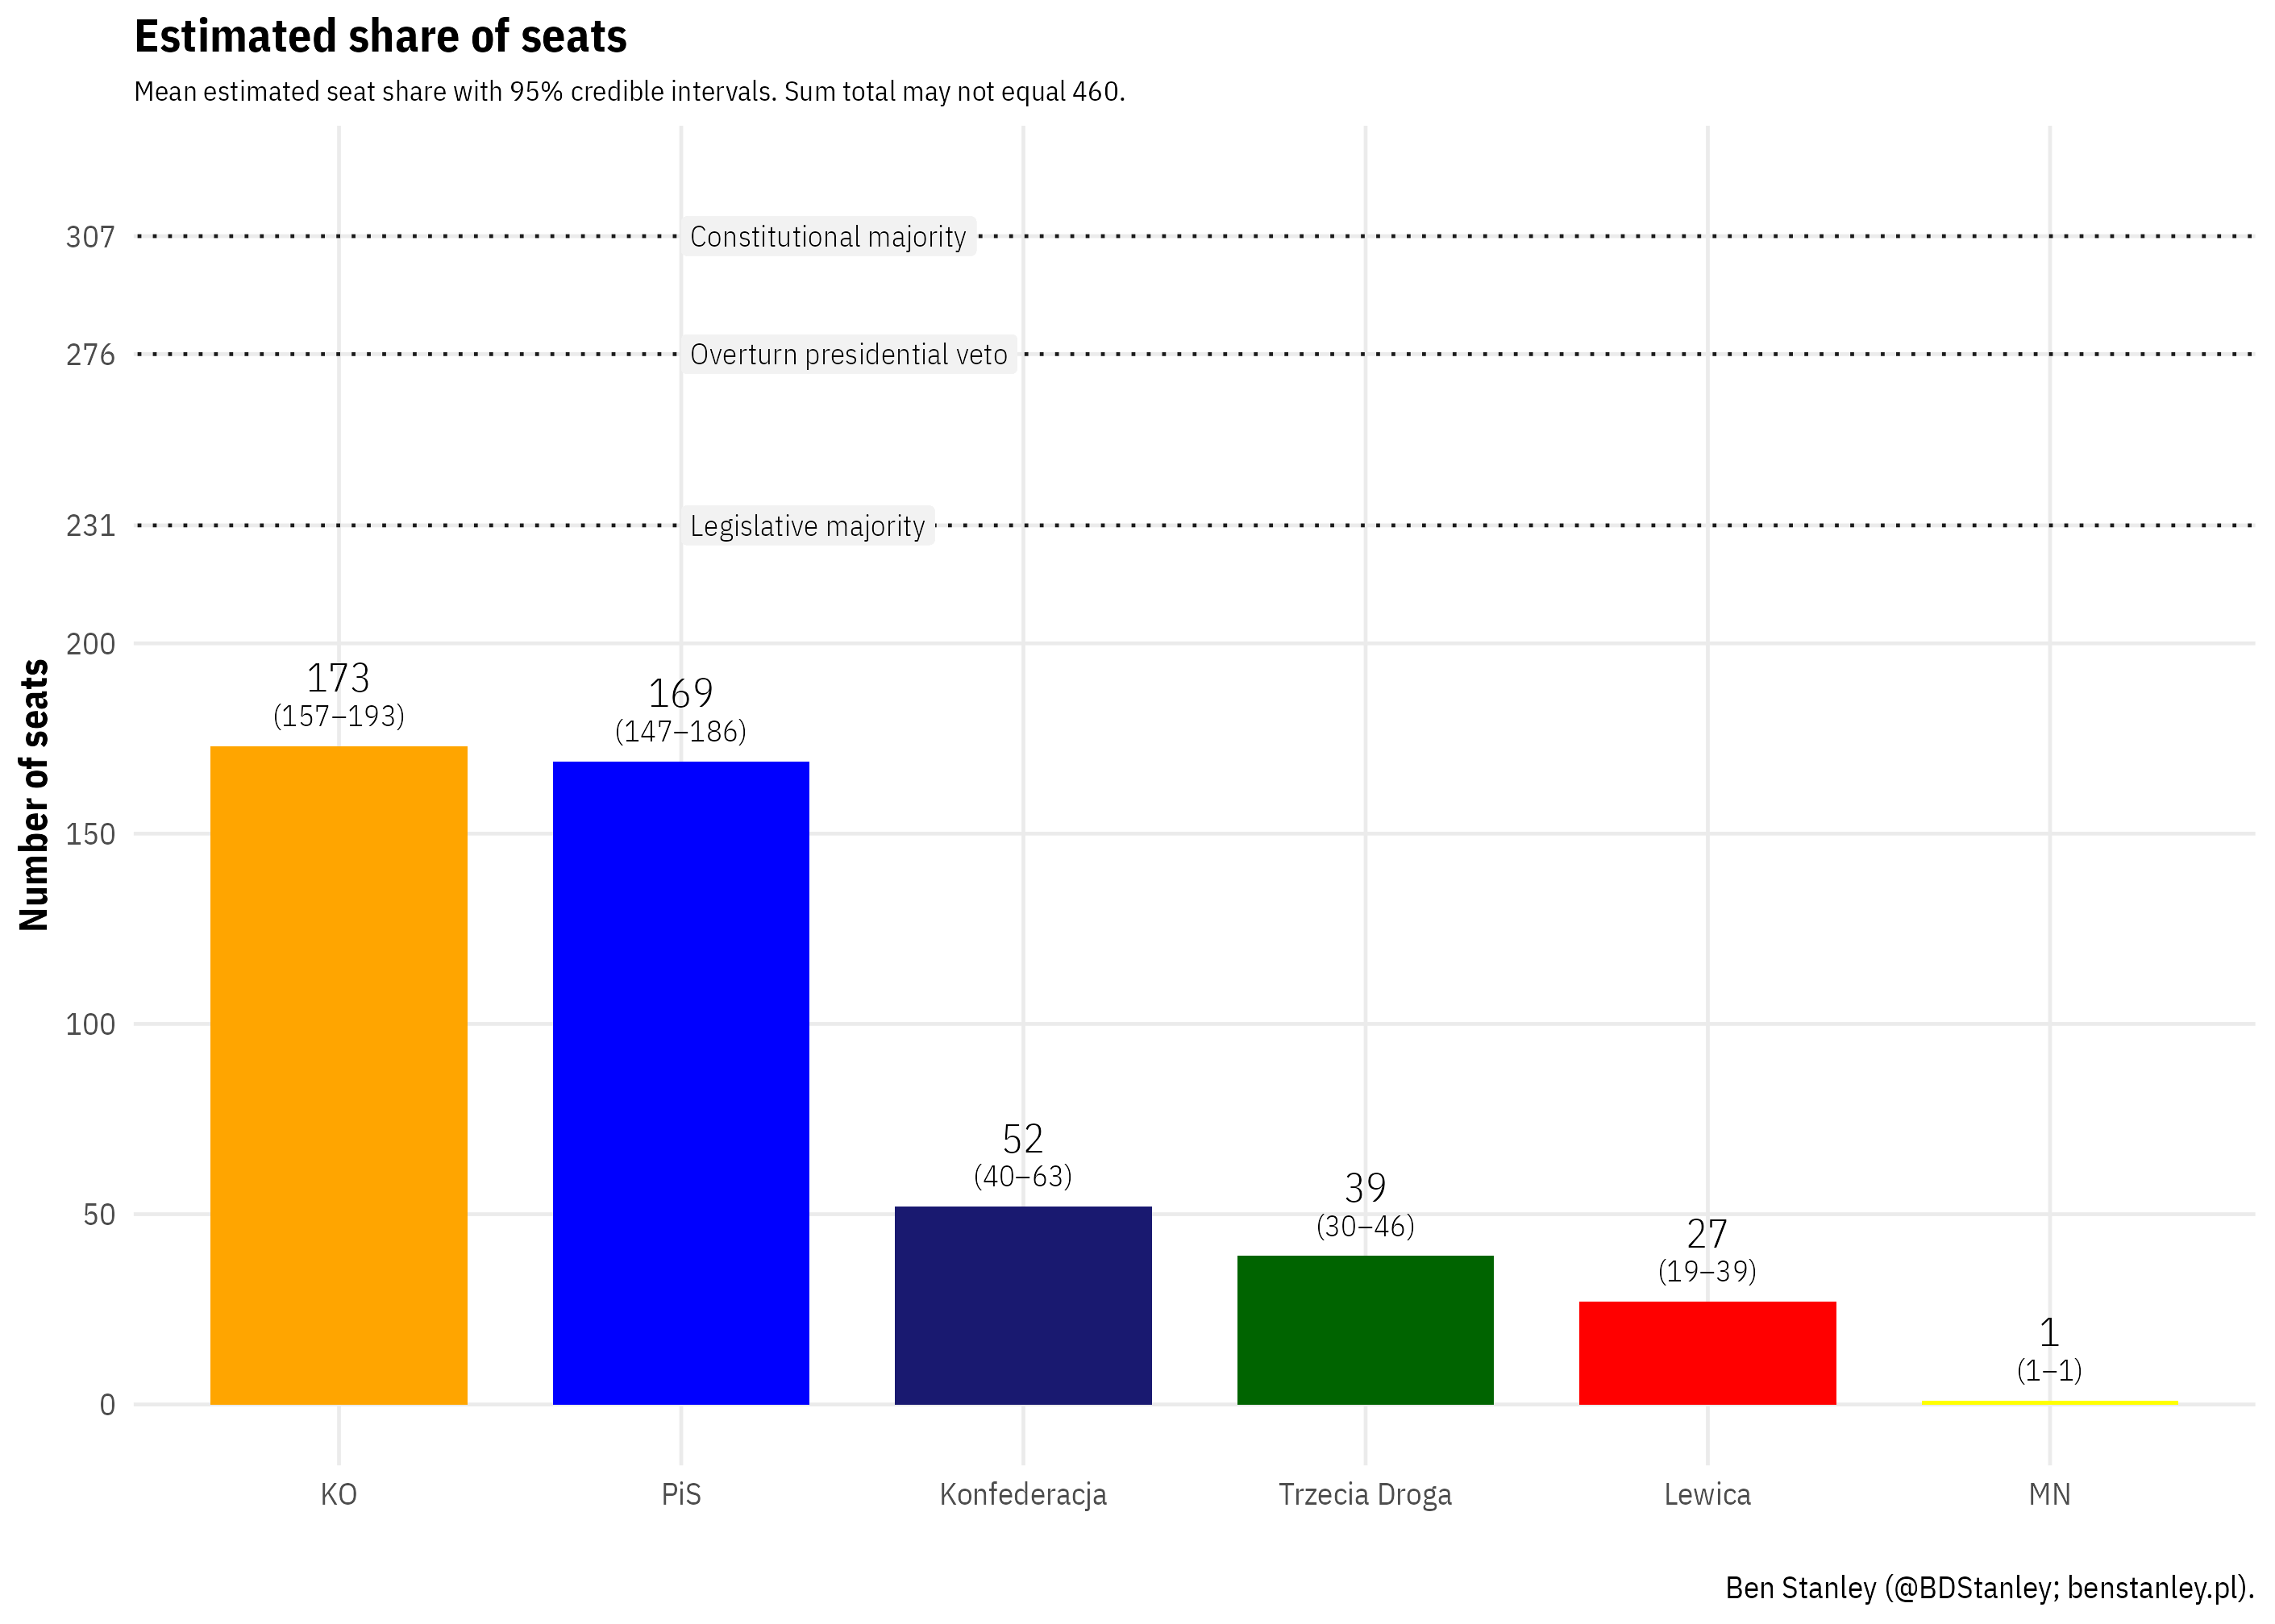 Estimated share of seats
Mean estimated seat share with 95% credible intervals. Sum total may not equal 460.
307
Constitutional majority
276
Overturn presidential veto
231
Legislative majority
200
150
100
50
0
Number of seats
173
(157–193)
169
(147–186)
52
(40–63)
39
(30–46)
27
(19–39)
1
(1–1)
KO
PiS
Konfederacja
Trzecia Droga
Lewica
MN
Ben Stanley (@BDStanley; benstanley.pl).